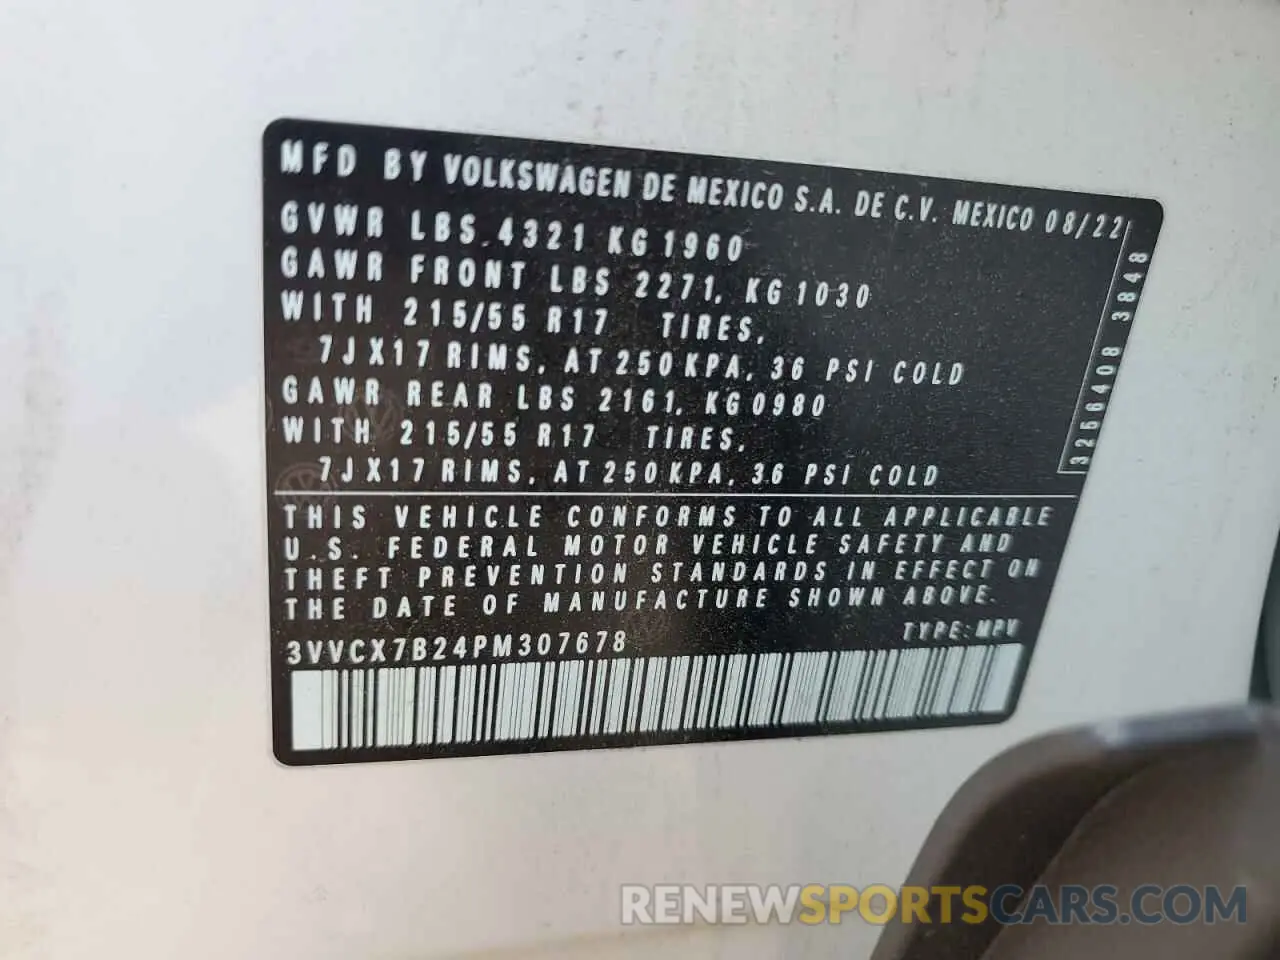 MFD BY VOLKSWAGEN DE MEXICO S.A. DE C.V. MEXICO 08/22
GVWR LBS 4321 KG 1960
GAWR FRONT LBS 2271, KG 1030
WITH 215/55 R17 TIRES,
7JX17 RIMS, AT 250 KPA, 36 PSI COLD
GAWR REAR LBS 2161, KG 0980
WITH 215/55 R17 TIRES,
7JX17 RIMS, AT 250 KPA, 36 PSI COLD
3256408 3848
THIS VEHICLE CONFORMS TO ALL APPLICABLE
U.S. FEDERAL MOTOR VEHICLE SAFETY AND
THEFT PREVENTION STANDARDS IN EFFECT ON
THE DATE OF MANUFACTURE SHOWN ABOVE.
3VVCX7B24PM307678 TYPE: MPV
RENEWSPORTSCARS.COM